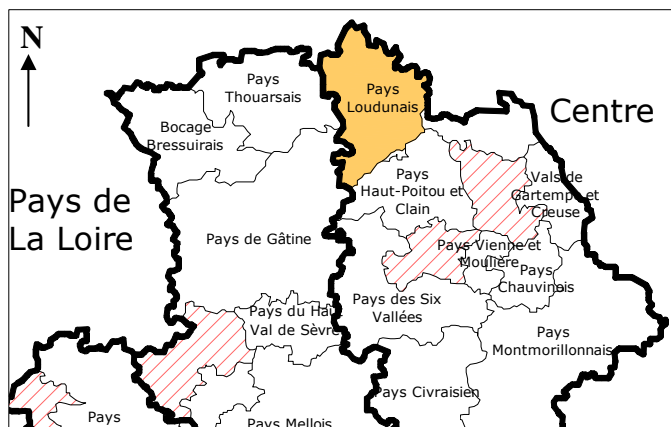 N
Pays
Thouarsais
Pays
Loudunais
Centre
Bocage
Bressuirais
Pays
Haut-Poitou et
Clain
Vals de
Gartempe et
Creuse
Pays de
La Loire
Pays de Gâtine
Pays Vienne et
Moulière
Pays
Chauvinois
Pays du Haut
Val de Sèvre
Pays des Six
Vallées
Pays
Montmorillonnais
Pays Civraisien
Pays
Pays Mellois